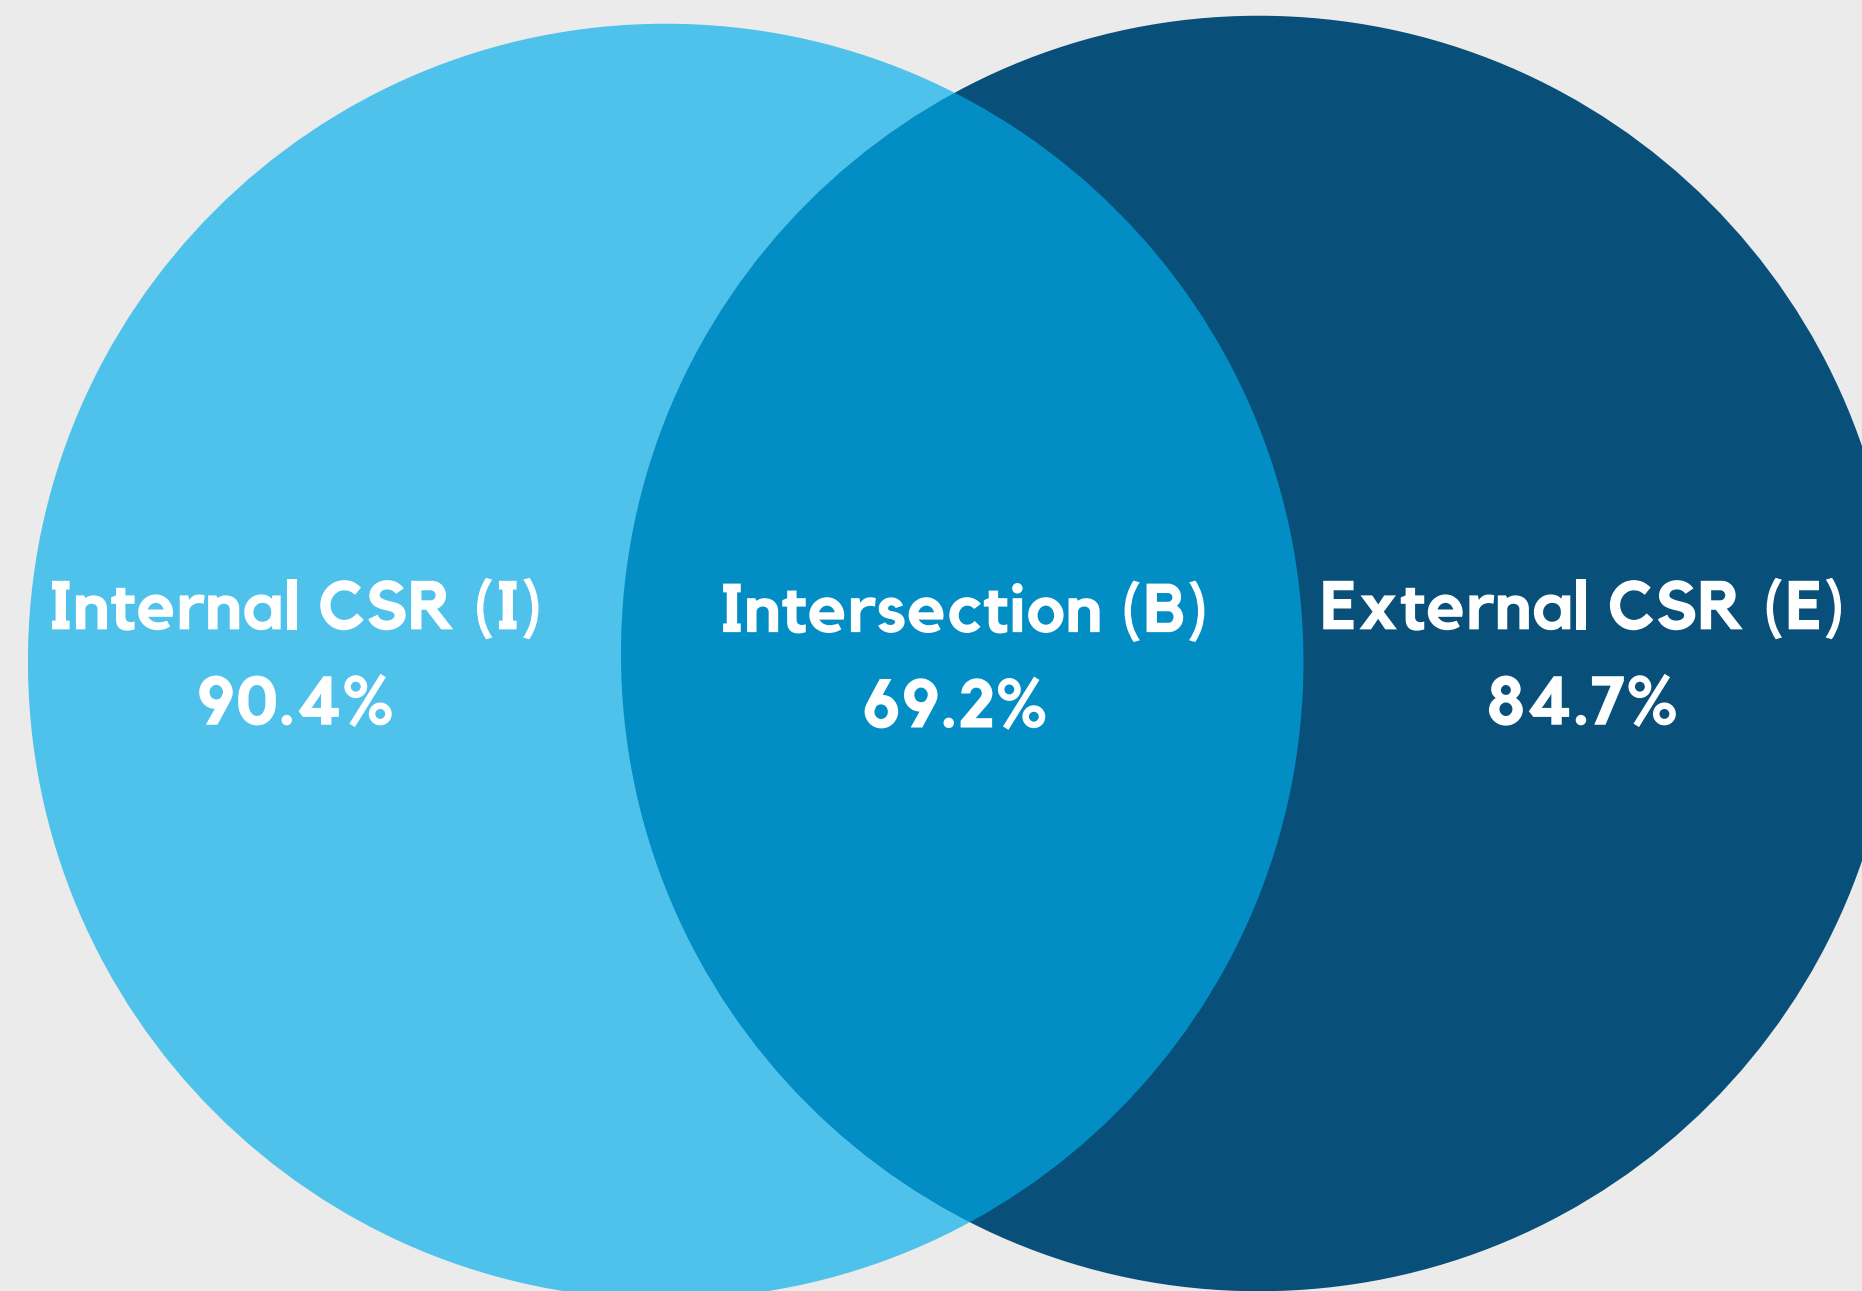 Internal CSR (I)
90.4%
Intersection (B)
69.2%
External CSR (E)
84.7%